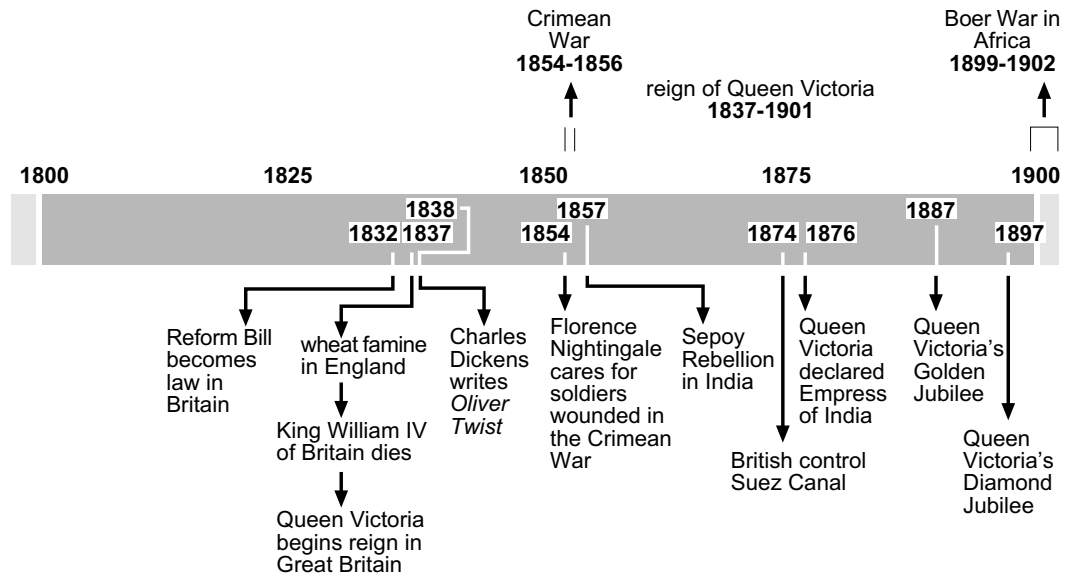 Crimean
War
1854-1856
Boer War in
Africa
1899-1902
reign of Queen Victoria
1837-1901
1800
1825
1850
1875
1900
1832
1837
1838
1854
1857
1874
1876
1887
1897
Reform Bill
becomes
law in
Britain
wheat famine
in England
King William IV
of Britain dies
Queen Victoria
begins reign in
Great Britain
Charles
Dickens
writes
Oliver
Twist
Florence
Nightingale
cares for
soldiers
wounded in
the Crimean
War
Sepoy
Rebellion
in India
British control
Suez Canal
Queen
Victoria
declared
Empress
of India
Queen
Victoria’s
Golden
Jubilee
Queen
Victoria’s
Diamond
Jubilee